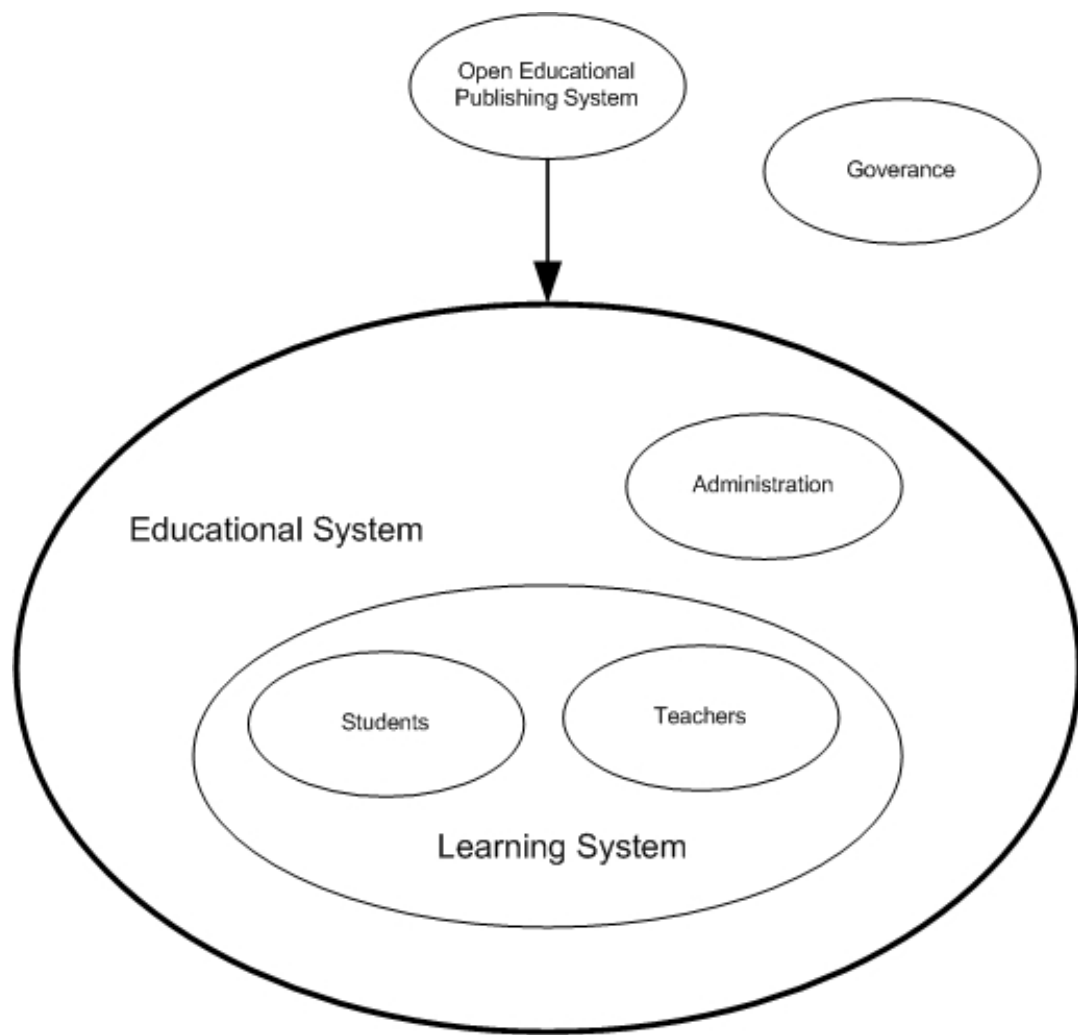 Open Educational
Publishing System
Goverance
Administration
Educational System
Students
Teachers
Learning System